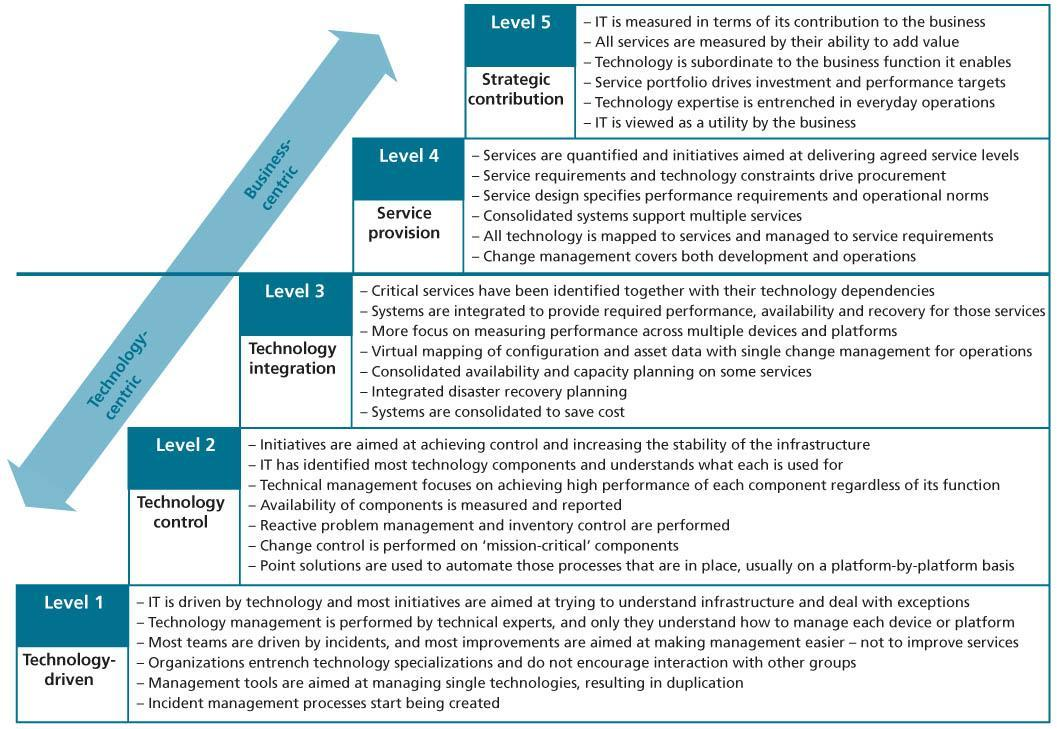 Level 5
Strategic
contribution
– IT is measured in terms of its contribution to the business
– All services are measured by their ability to add value
– Technology is subordinate to the business function it enables
– Service portfolio drives investment and performance targets
– Technology expertise is entrenched in everyday operations
– IT is viewed as a utility by the business
Business-
centric
Level 4
Service
provision
– Services are quantified and initiatives aimed at delivering agreed service levels
– Service requirements and technology constraints drive procurement
– Service design specifies performance requirements and operational norms
– Consolidated systems support multiple services
– All technology is mapped to services and managed to service requirements
– Change management covers both development and operations
Level 3
Technology
integration
– Critical services have been identified together with their technology dependencies
– Systems are integrated to provide required performance, availability and recovery for those services
– More focus on measuring performance across multiple devices and platforms
– Virtual mapping of configuration and asset data with single change management for operations
– Consolidated availability and capacity planning on some services
– Integrated disaster recovery planning
– Systems are consolidated to save cost
Technology-
centric
Level 2
Technology
control
– Initiatives are aimed at achieving control and increasing the stability of the infrastructure
– IT has identified most technology components and understands what each is used for
– Technical management focuses on achieving high performance of each component regardless of its function
– Availability of components is measured and reported
– Reactive problem management and inventory control are performed
– Change control is performed on ‘mission-critical’ components
– Point solutions are used to automate those processes that are in place, usually on a platform-by-platform basis
Level 1
Technology-
driven
– IT is driven by technology and most initiatives are aimed at trying to understand infrastructure and deal with exceptions
– Technology management is performed by technical experts, and only they understand how to manage each device or platform
– Most teams are driven by incidents, and most improvements are aimed at making management easier – not to improve services
– Organizations entrench technology specializations and do not encourage interaction with other groups
– Management tools are aimed at managing single technologies, resulting in duplication
– Incident management processes start being created